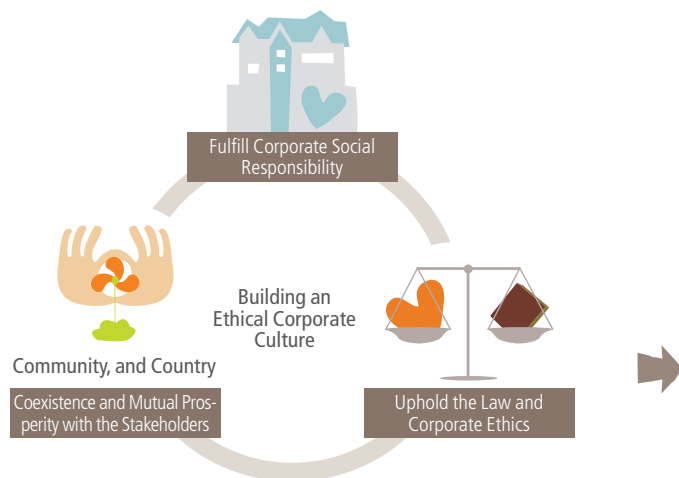 Fulfill Corporate Social
Responsibility
Building an
Ethical Corporate
Culture
Community, and Country
Coexistence and Mutual Pros-
perity with the Stakeholders
Uphold the Law and
Corporate Ethics